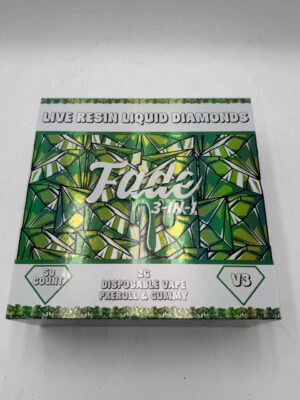 LIVE RESIN LIQUID DIAMONDS
Fade
3-IN-1
50
COUNT
2G
DISPOSABLE VAPE
PREROLL & GUMMY
V3